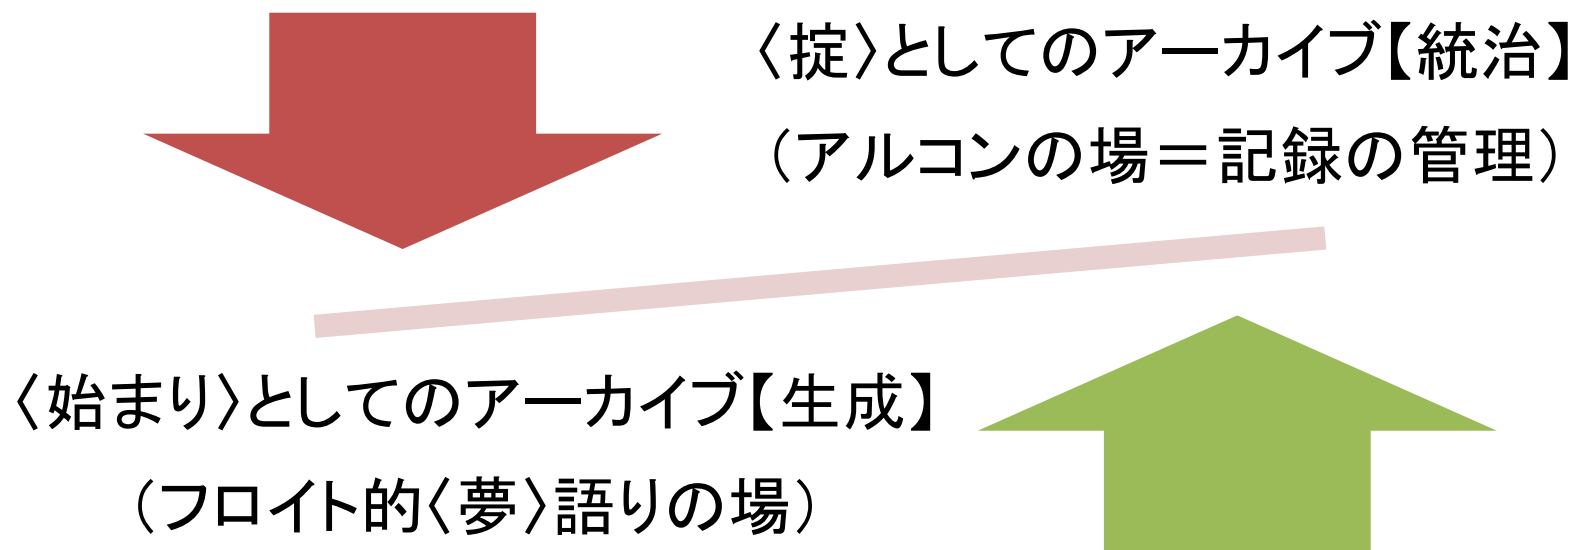 〈掟〉としてのアーカイブ【統治】
（アルコンの場＝記録の管理）
〈始まり〉としてのアーカイブ【生成】
（フロイト的〈夢〉語りの場）